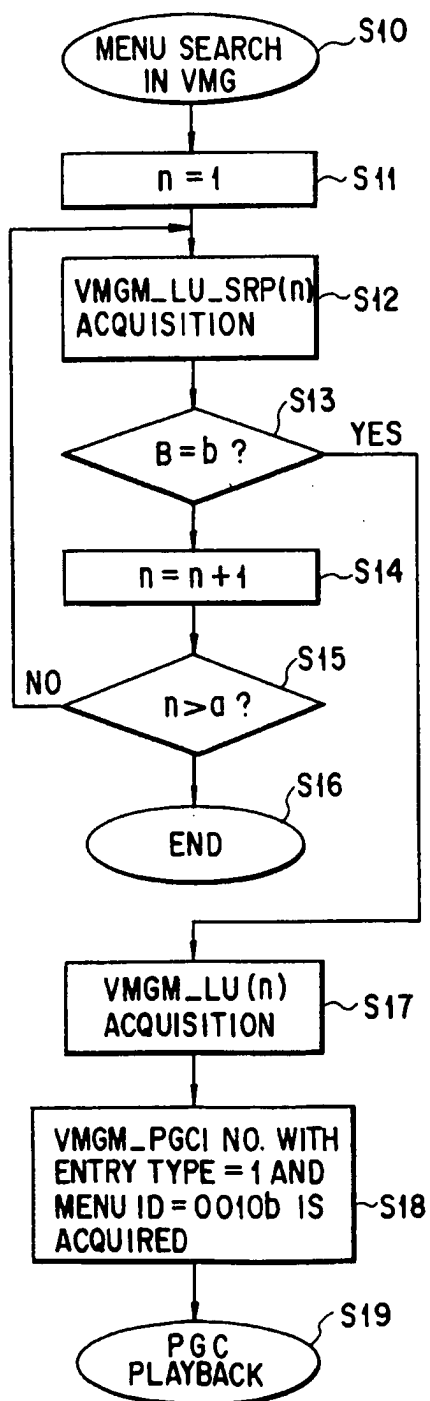 MENU SEARCH
IN VMG
S10
n = 1
S11
VMGM_LU_SRP(n)
ACQUISITION
S12
S13
B = b ?
YES
n = n + 1
S14
S15
NO
n > a ?
S16
END
VMGM_LU (n)
ACQUISITION
S17
VMGM_PGCI NO. WITH
ENTRY TYPE = 1 AND
MENU ID = 0010b IS
ACQUIRED
S18
S19
PGC
PLAYBACK